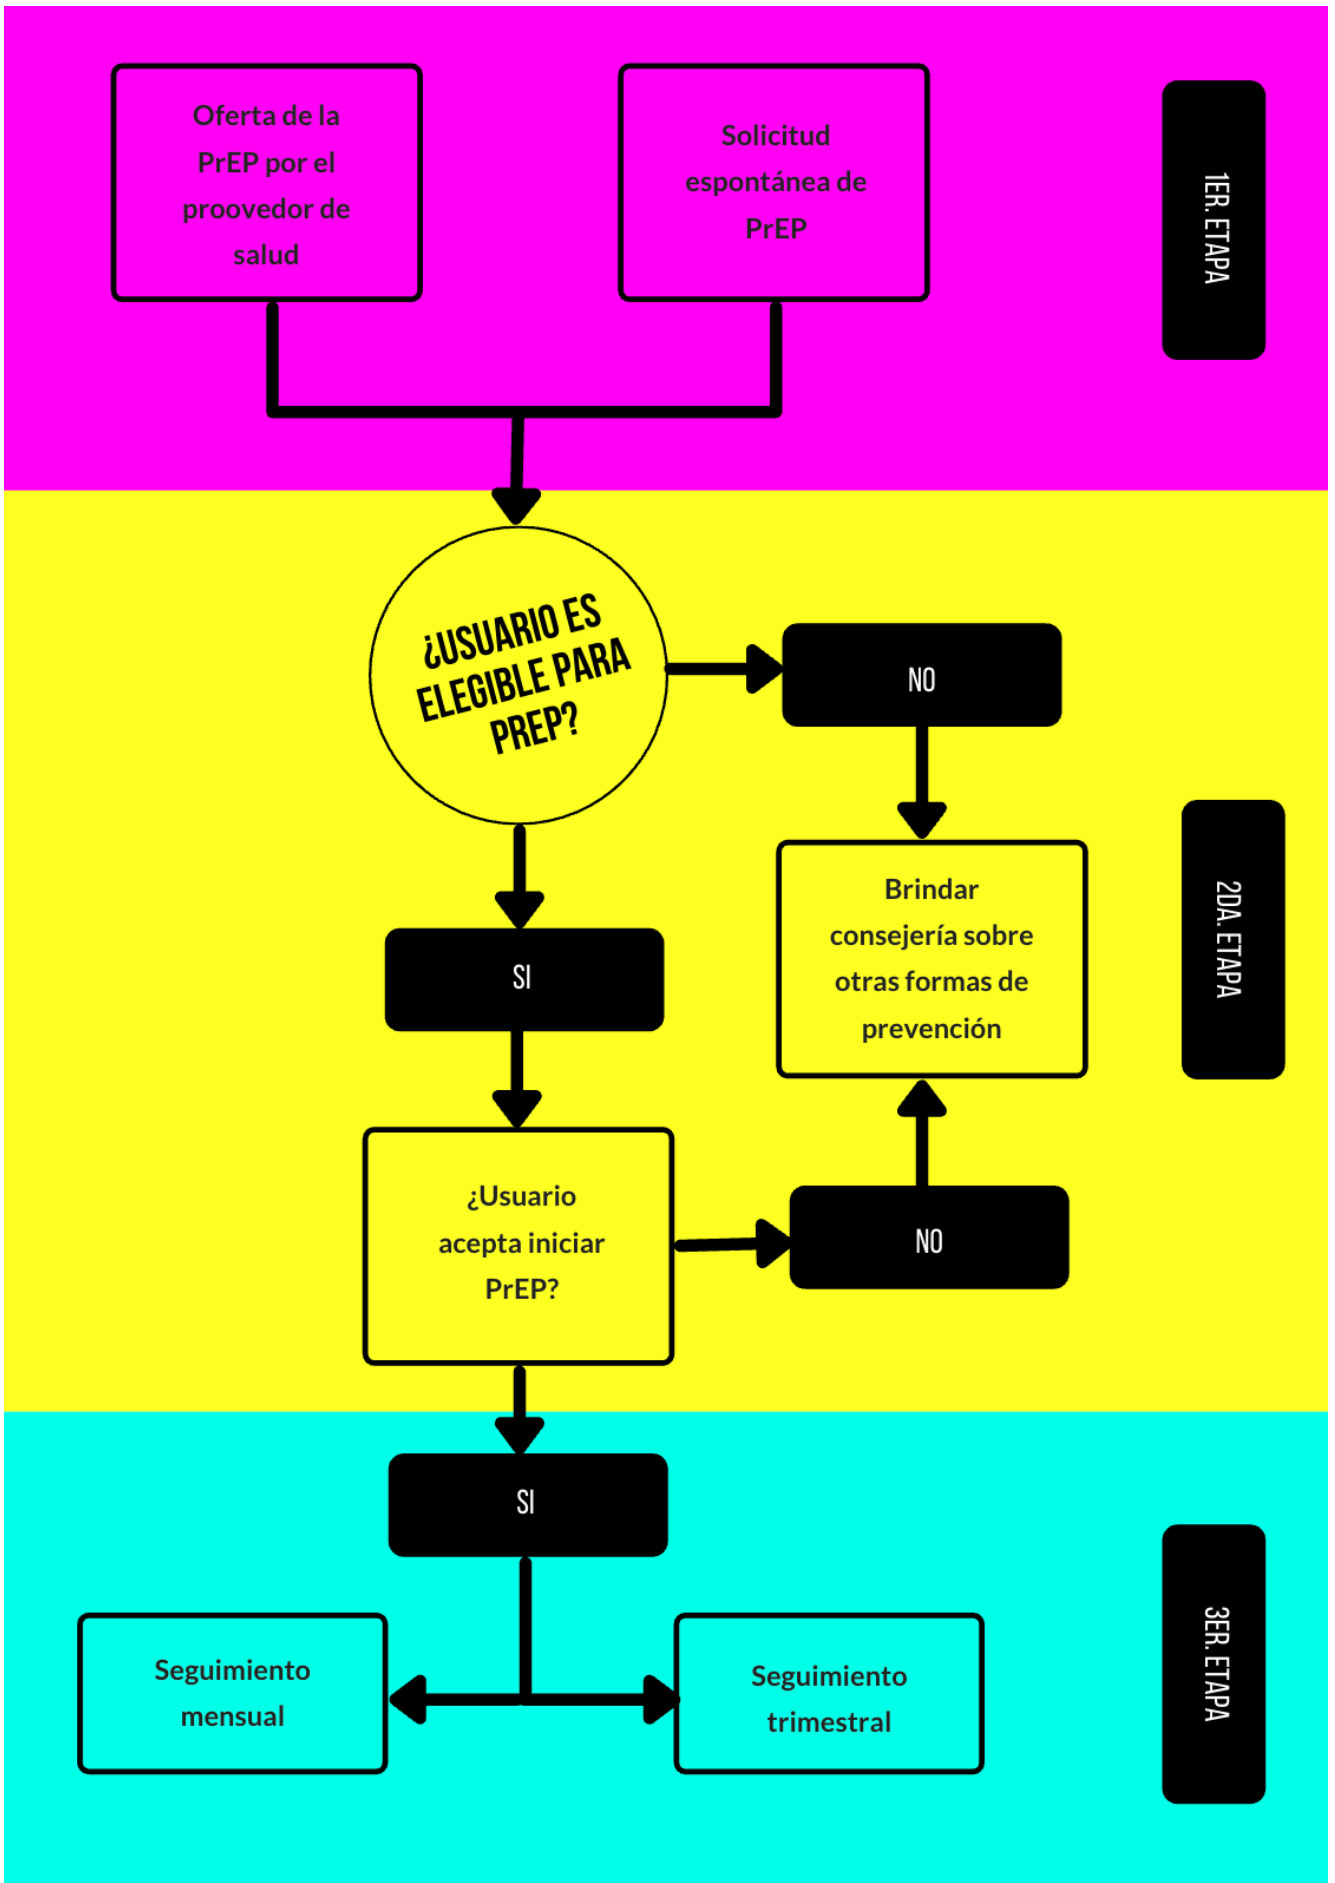 Oferta de la
PrEP por el
proovedor de
salud
Solicitud
espontánea de
PrEP
1ER. ETAPA
¿USUARIO ES
ELEGIBLE PARA
PREP?
NO
SI
Brindar
consejería sobre
otras formas de
prevención
2DA. ETAPA
¿Usuario
acepta iniciar
PrEP?
NO
SI
Seguimiento
mensual
Seguimiento
trimestral
3ER. ETAPA